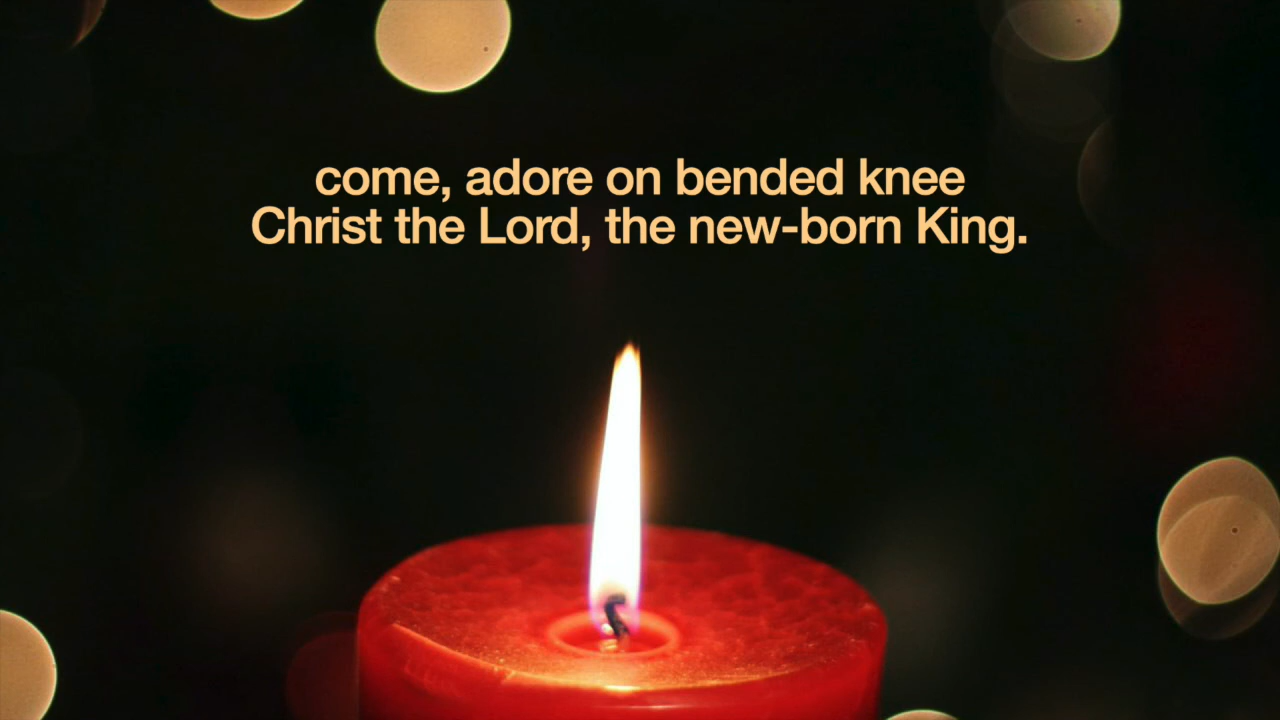 come, adore on bended knee
Christ the Lord, the new-born King.